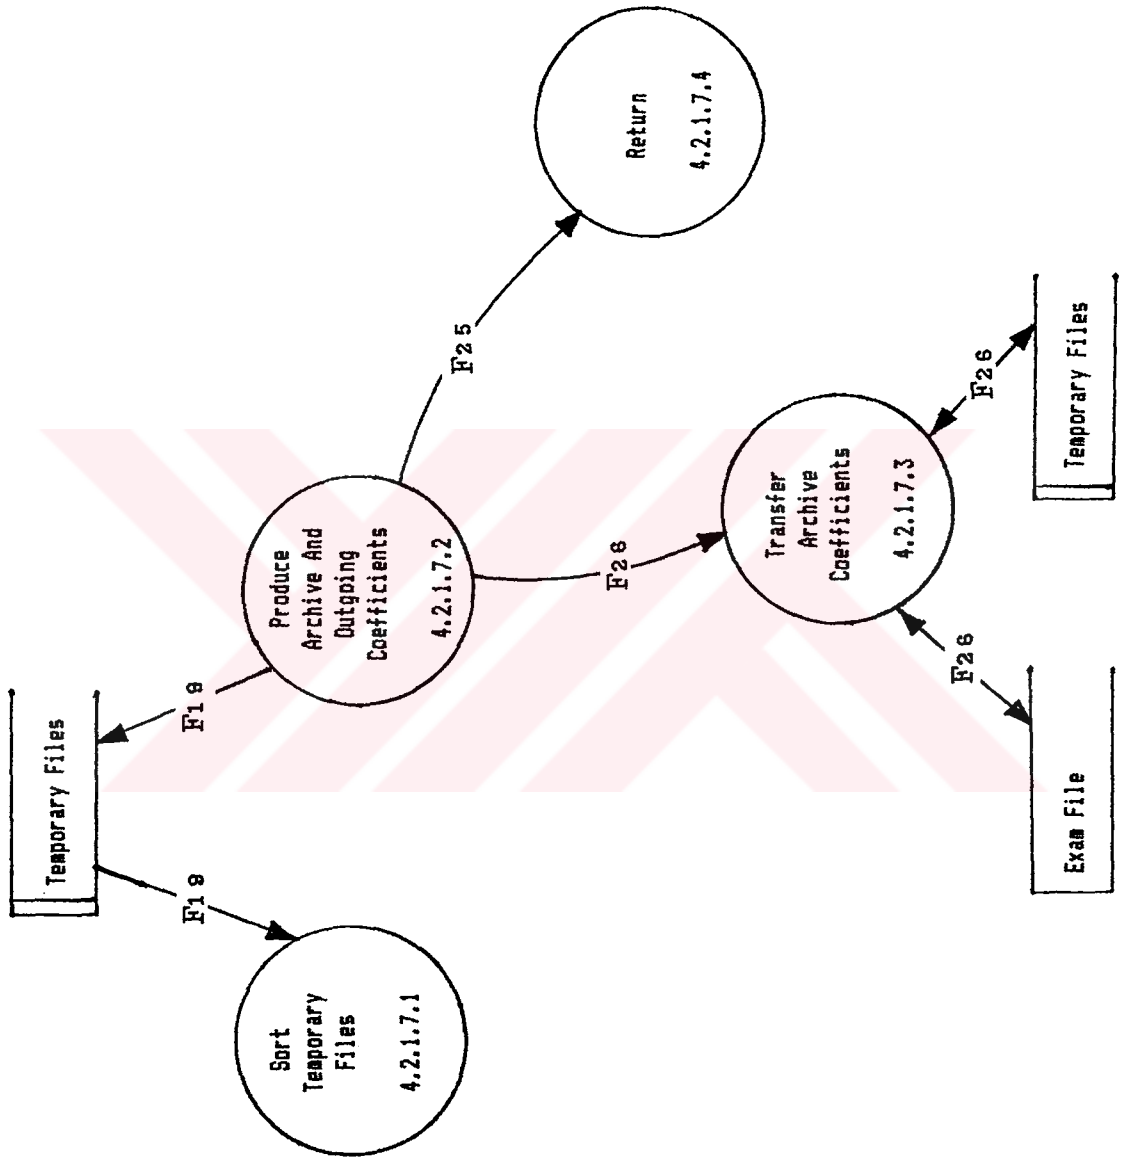 Temporary Files
F19
F19
Sort
Temporary
Files
4.2.1.7.1
Produce
Archive And
Outgoing
Coefficients
4.2.1.7.2
F25
F26
Return
4.2.1.7.4
Transfer
Archive
Coefficients
4.2.1.7.3
F26
F26
Exam File
Temporary Files